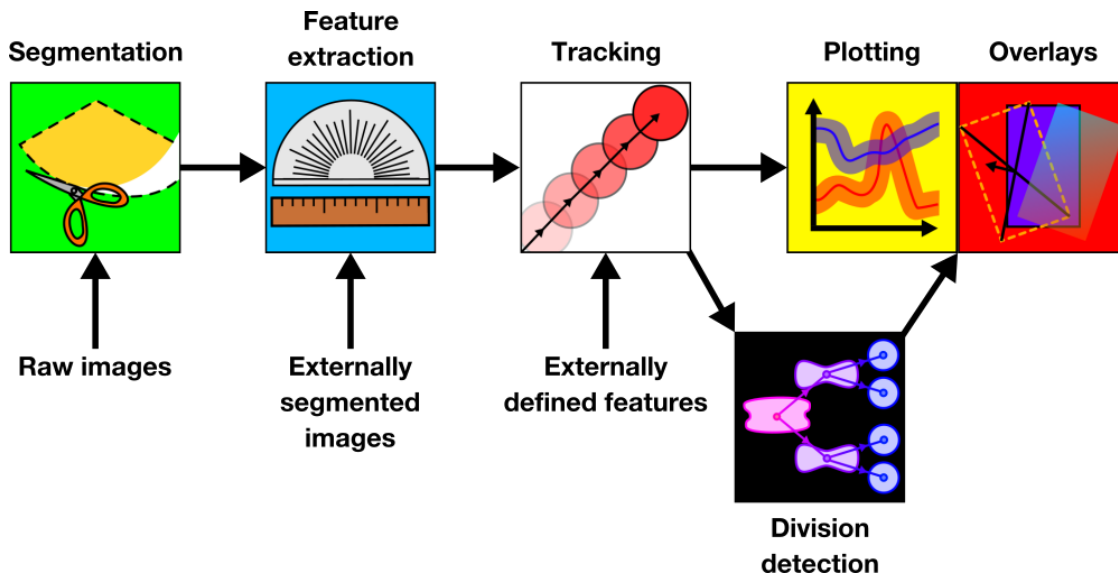 Segmentation
Feature
extraction
Tracking
Plotting
Overlays
Raw images
Externally
segmented
images
Externally
defined features
Division
detection